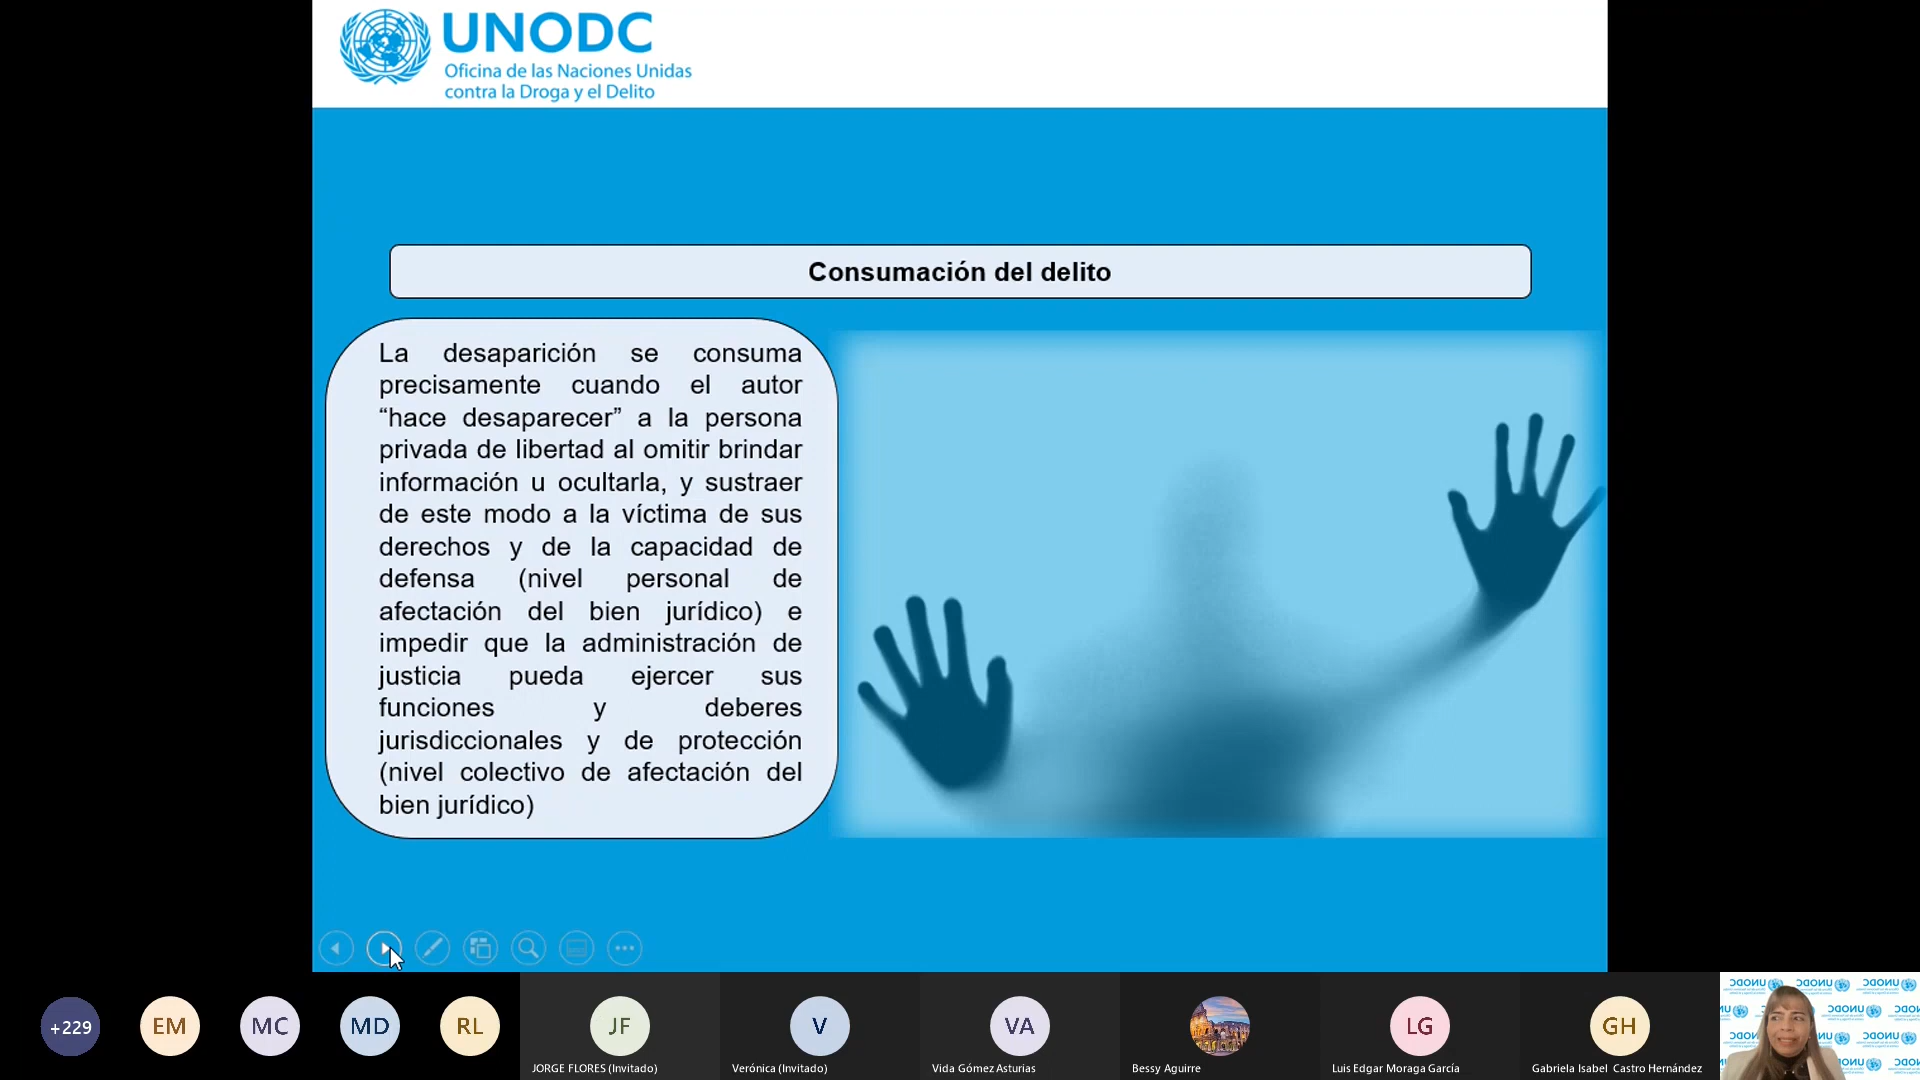 UNODC
Oficina de las Naciones Unidas
contra la Droga y el Delito
Consumación del delito
La desaparición se consuma
precisamente cuando el autor
“hace desaparecer” a la persona
privada de libertad al omitir brindar
información u ocultarla, y sustraer
de este modo a la víctima de sus
derechos y de la capacidad de
defensa (nivel personal de
afectación del bien jurídico) e
impedir que la administración de
justicia pueda ejercer sus
funciones y deberes
jurisdiccionales y de protección
(nivel colectivo de afectación del
bien jurídico)
+229
EM
MC
MD
RL
JF
V
VA
LG
GH
JORGE FLORES (Invitado)
Verónica (Invitado)
Vida Gómez Asturias
Bessy Aguirre
Luis Edgar Moraga García
Gabriela Isabel Castro Hernández